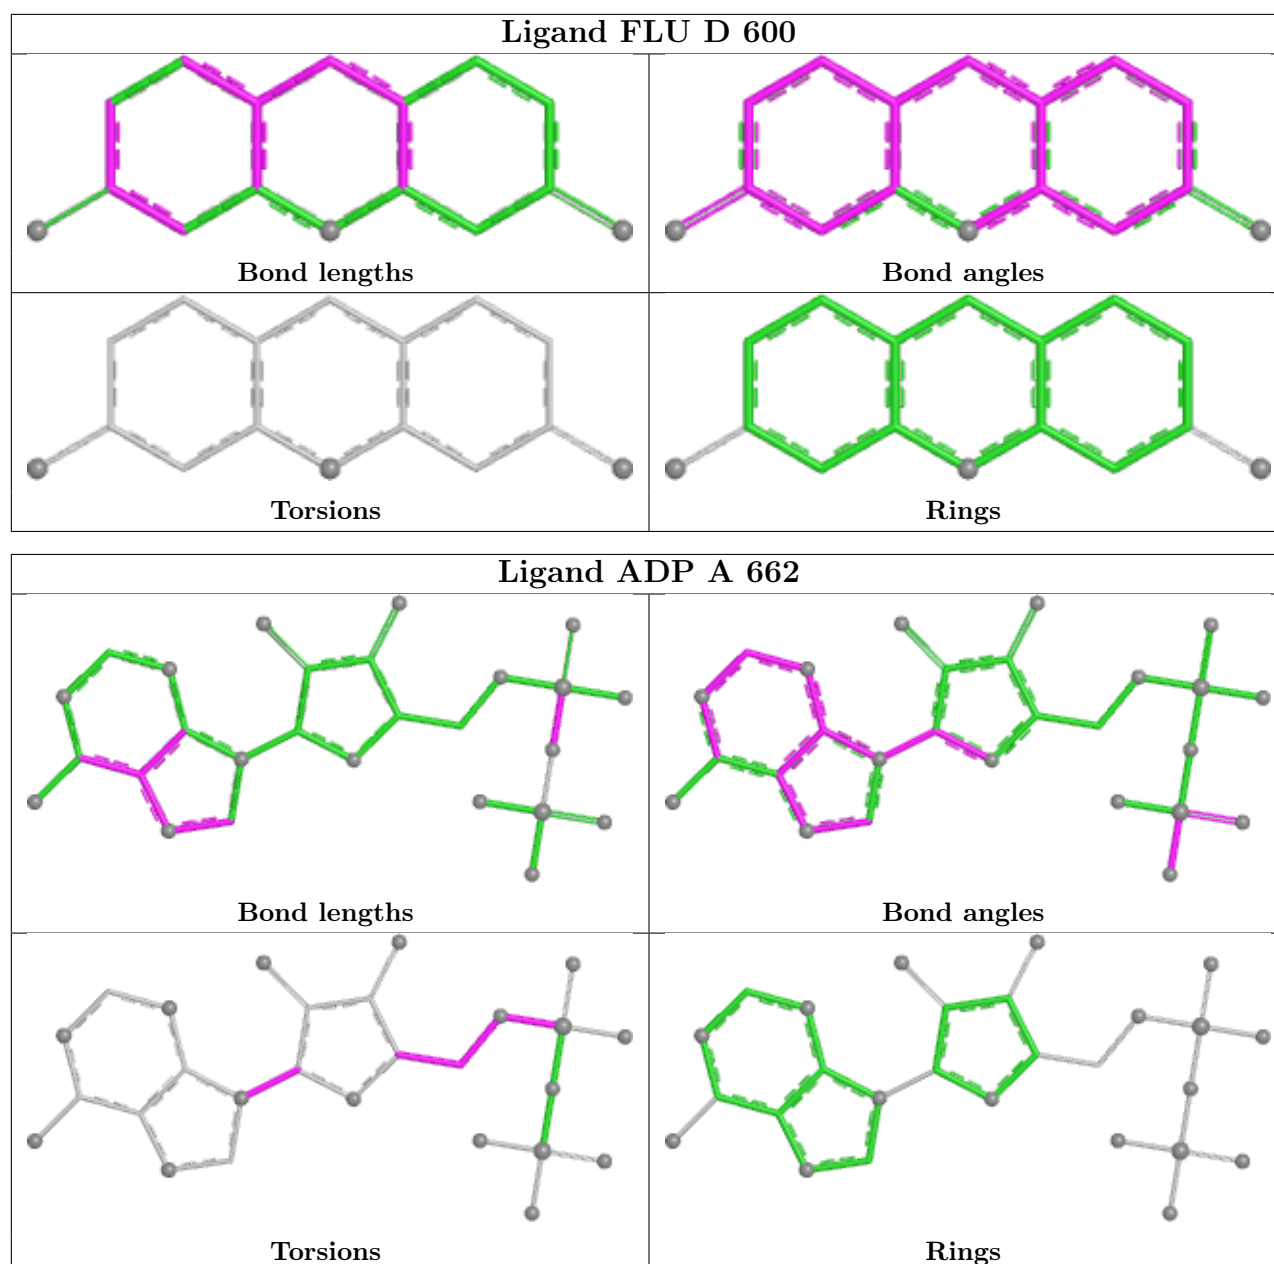 Ligand FLU D 600
Bond lengths
Bond angles
Torsions
Rings
Ligand ADP A 662
Bond lengths
Bond angles
Torsions
Rings